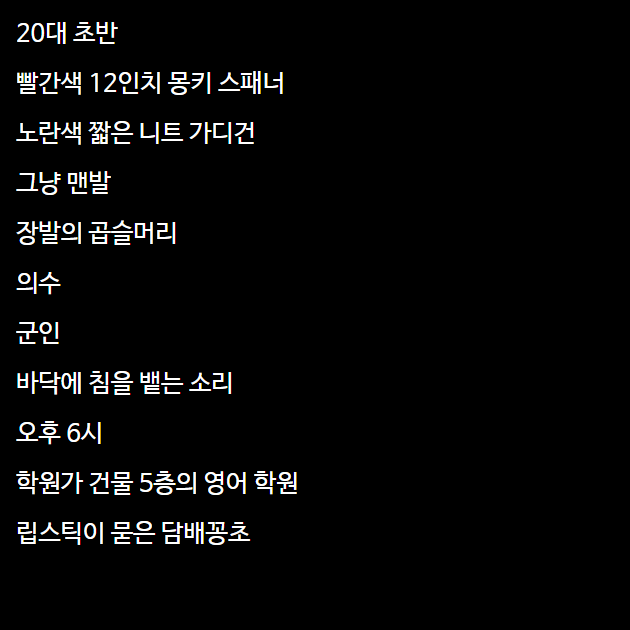 20대 초반
빨간색 12인치 몽키 스패너
노란색 짧은 니트 가디건
그냥 맨발
장발의 곱슬머리
의수
군인
바닥에 침을 뱉는 소리
오후 6시
학원가 건물 5층의 영어 학원
립스틱이 묻은 담배꽁초